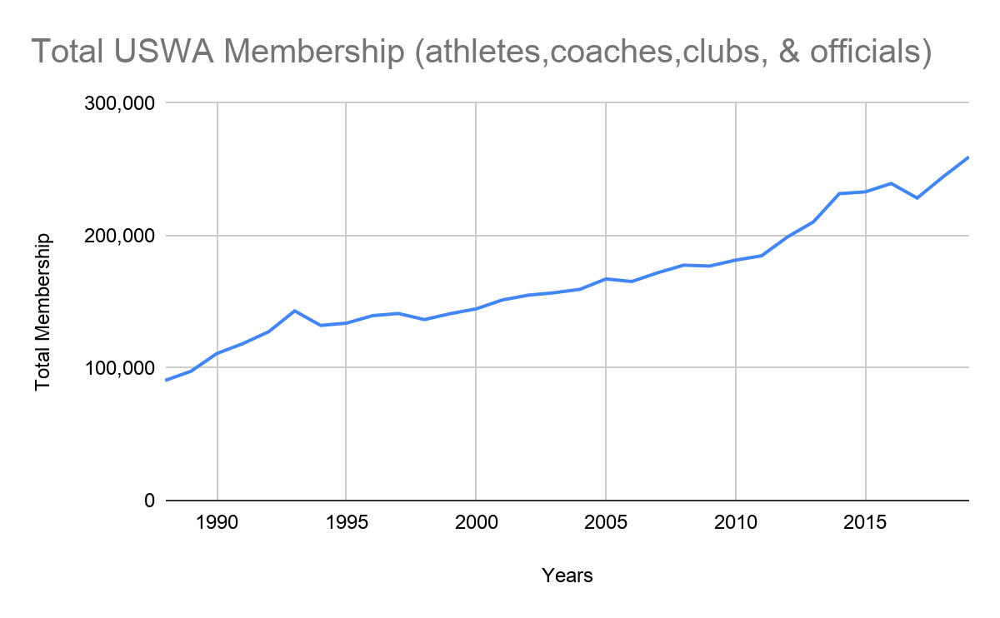 Total USWA Membership (athletes,coaches,clubs, & officials)
300,000
200,000
100,000
0
Total Membership
1990 1995 2000 2005 2010 2015
Years